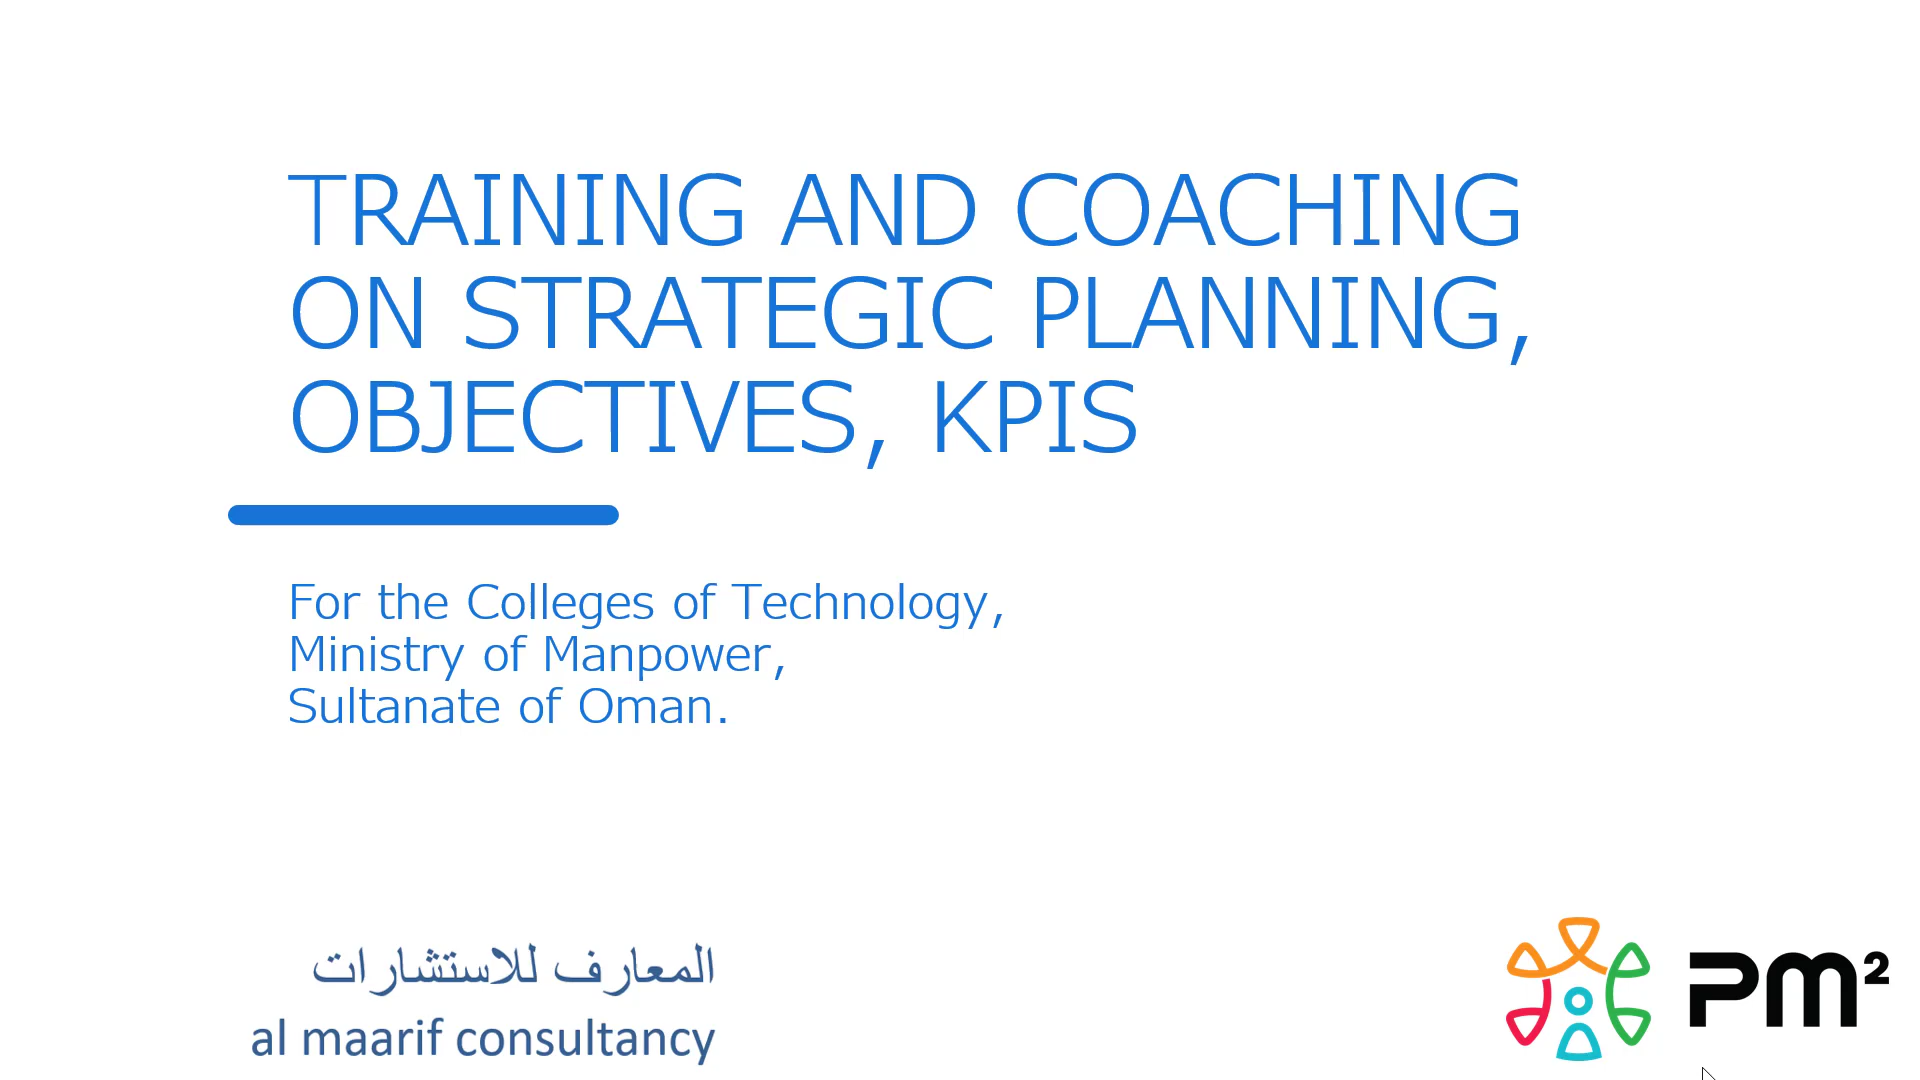 TRAINING AND COACHING
ON STRATEGIC PLANNING,
OBJECTIVES, KPIS
For the Colleges of Technology,
Ministry of Manpower,
Sultanate of Oman.
المعارف للاستشارات
al maarif consultancy
PM²